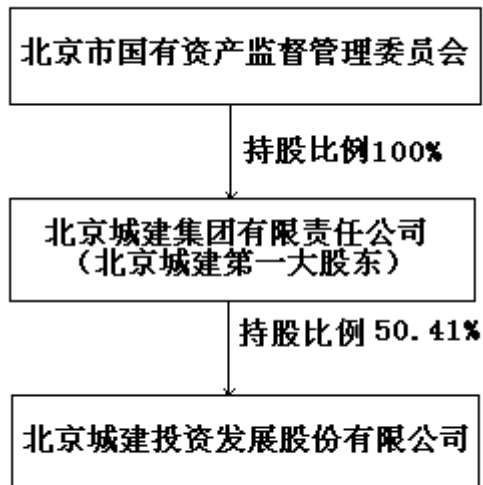 北京市国有资产监督管理委员会
持股比例100%
北京城建集团有限责任公司
（北京城建第一大股东）
持股比例 50.41%
北京城建投资发展股份有限公司